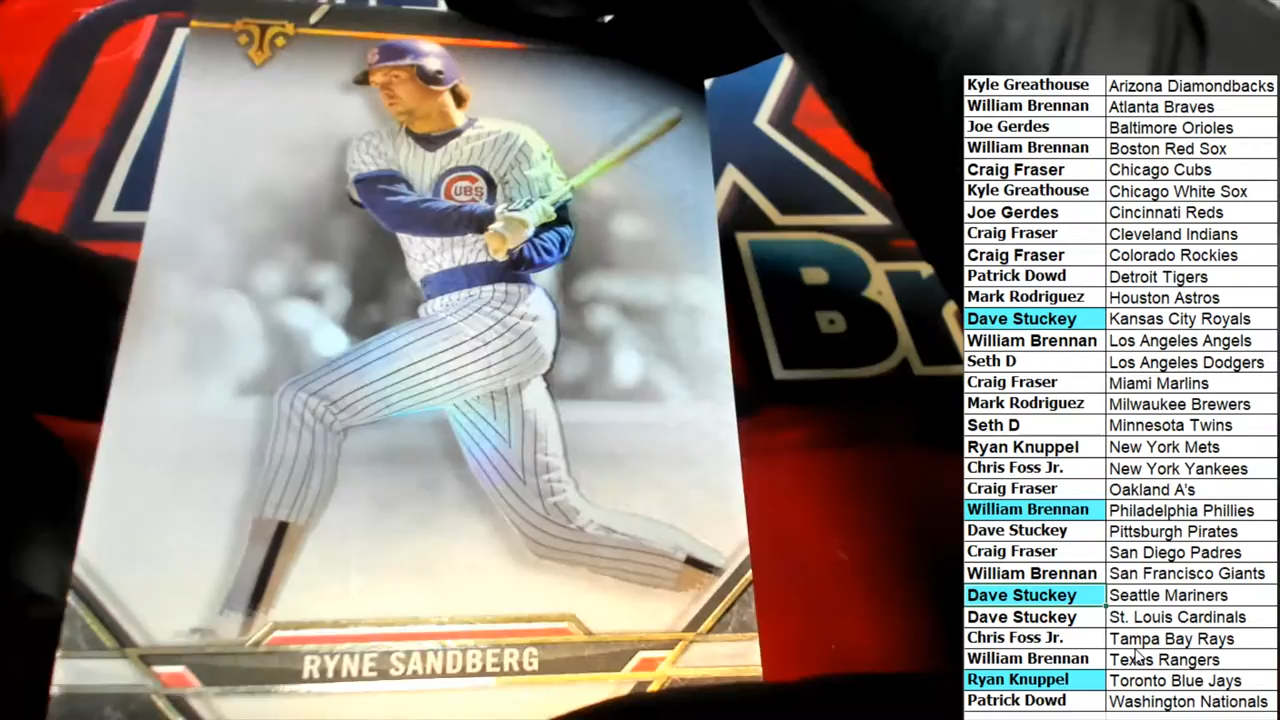 CUBS
RYNE SANDBERG
Br
Kyle Greathouse Arizona Diamondbacks
William Brennan Atlanta Braves
Joe Gerdes Baltimore Orioles
William Brennan Boston Red Sox
Craig Fraser Chicago Cubs
Kyle Greathouse Chicago White Sox
Joe Gerdes Cincinnati Reds
Craig Fraser Cleveland Indians
Craig Fraser Colorado Rockies
Patrick Dowd Detroit Tigers
Mark Rodriguez Houston Astros
Dave Stuckey Kansas City Royals
William Brennan Los Angeles Angels
Seth D Los Angeles Dodgers
Craig Fraser Miami Marlins
Mark Rodriguez Milwaukee Brewers
Seth D Minnesota Twins
Ryan Knuppel New York Mets
Chris Foss Jr. New York Yankees
Craig Fraser Oakland A's
William Brennan Philadelphia Phillies
Dave Stuckey Pittsburgh Pirates
Craig Fraser San Diego Padres
William Brennan San Francisco Giants
Dave Stuckey Seattle Mariners
Dave Stuckey St. Louis Cardinals
Chris Foss Jr. Tampa Bay Rays
William Brennan Texas Rangers
Ryan Knuppel Toronto Blue Jays
Patrick Dowd Washington Nationals